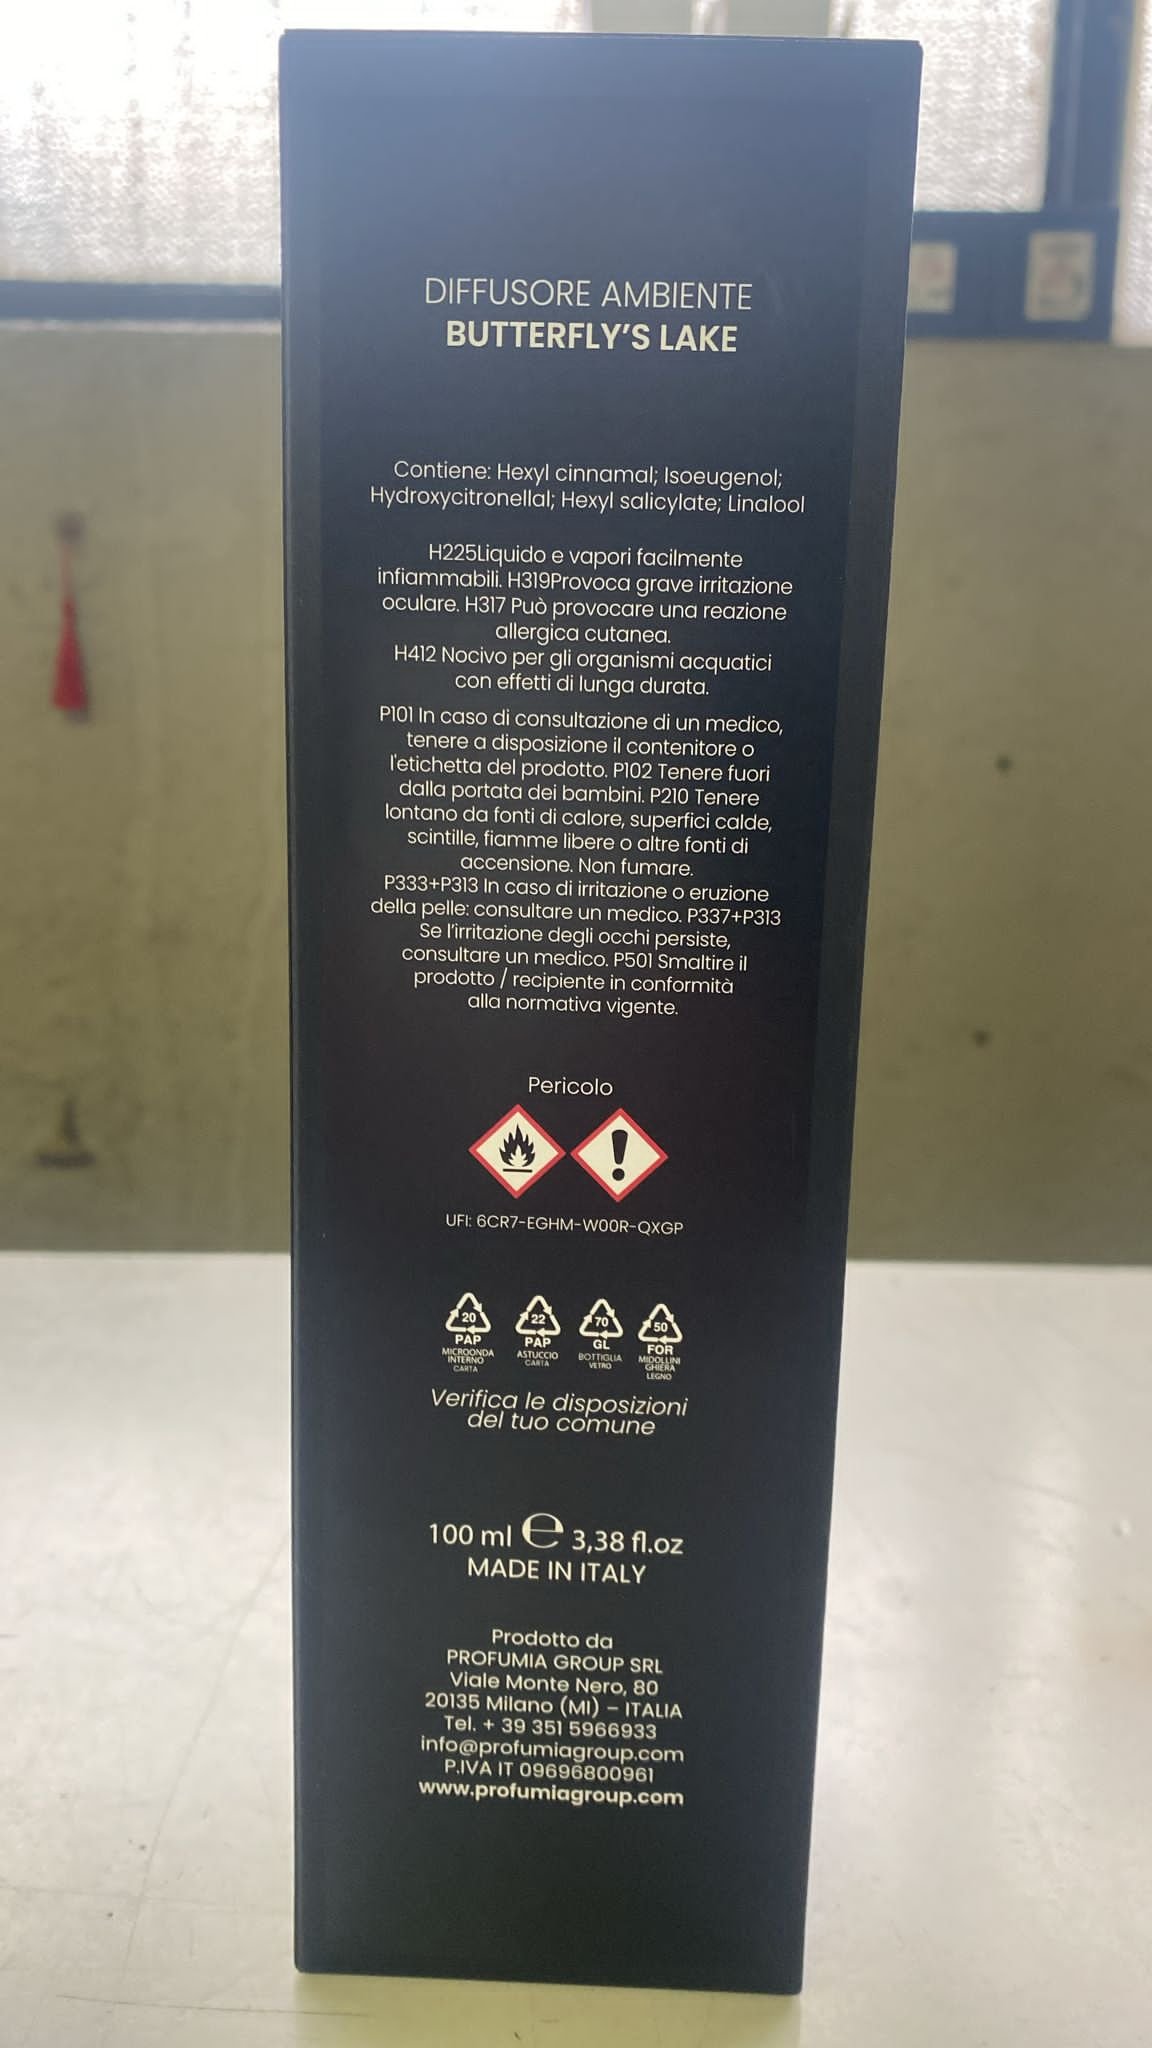 DIFFUSORE AMBIENTE
BUTTERFLY'S LAKE
Contiene: Hexyl cinnamal; Isoeugenol;
Hydroxycitronellal; Hexyl salicylate; Linalool
H225Liquido e vapori facilmente
infiammabili. H319Provoca grave irritazione
oculare. H317 Può provocare una reazione
allergica cutanea.
H412 Nocivo per gli organismi acquatici
con effetti di lunga durata.
P101 In caso di consultazione di un medico,
tenere a disposizione il contenitore o
l'etichetta del prodotto. P102 Tenere fuori
dalla portata dei bambini. P210 Tenere
lontano da fonti di calore, superfici calde,
scintille, fiamme libere o altre fonti di
accensione. Non fumare.
P333+P313 In caso di irritazione o eruzione
della pelle: consultare un medico. P337+P313
Se l'irritazione degli occhi persiste,
consultare un medico. P501 Smaltire il
prodotto / recipiente in conformità
alla normativa vigente.
Pericolo
UFI: 6CR7-EGHM-W00R-QXGP
20 22 70 50
PAP PAP GL FOR
MICROONDA ASTUCCIO BOTTIGLIA MIDOLLINI
INTERNO CARTA VETRO GHIERA
CARTA LEGNO
Verifica le disposizioni
del tuo comune
100 ml e 3,38 fl.oz
MADE IN ITALY
Prodotto da
PROFUMIA GROUP SRL
Viale Monte Nero, 80
20135 Milano (MI) – ITALIA
Tel. + 39 351 5966933
info@profumiagroup.com
P.IVA IT 09696800961
www.profumiagroup.com